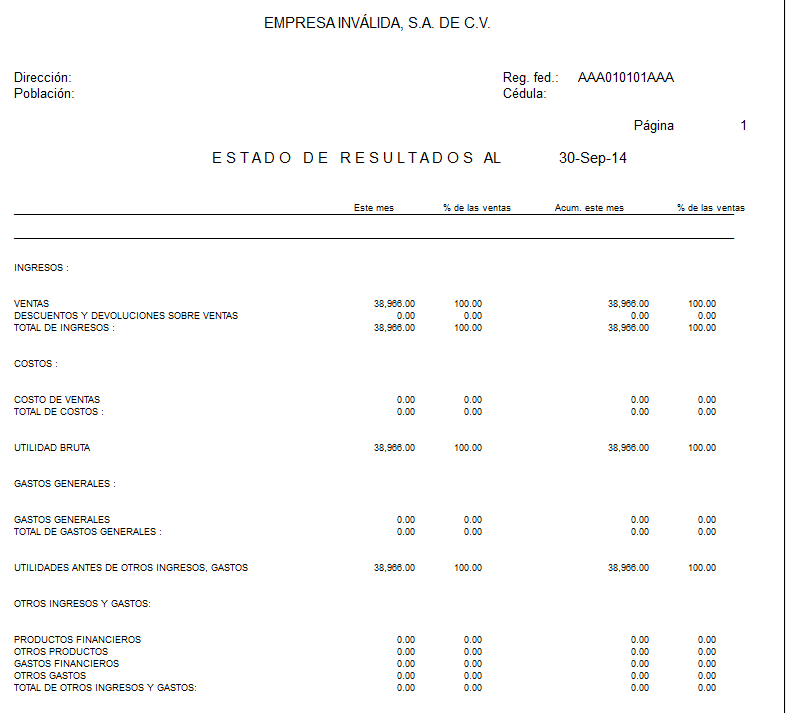 EMPRESA INVÁLIDA, S.A. DE C.V.
Dirección: Reg. fed.: AAA010101AAA
Población: Cédula:
Página 1
E S T A D O D E R E S U L T A D O S AL 30-Sep-14
Este mes % de las ventas Acum. este mes % de las ventas
INGRESOS :
VENTAS 38,966.00 100.00 38,966.00 100.00
DESCUENTOS Y DEVOLUCIONES SOBRE VENTAS 0.00 0.00 0.00 0.00
TOTAL DE INGRESOS : 38,966.00 100.00 38,966.00 100.00
COSTOS :
COSTO DE VENTAS 0.00 0.00 0.00 0.00
TOTAL DE COSTOS : 0.00 0.00 0.00 0.00
UTILIDAD BRUTA 38,966.00 100.00 38,966.00 100.00
GASTOS GENERALES :
GASTOS GENERALES 0.00 0.00 0.00 0.00
TOTAL DE GASTOS GENERALES : 0.00 0.00 0.00 0.00
UTILIDADES ANTES DE OTROS INGRESOS, GASTOS 38,966.00 100.00 38,966.00 100.00
OTROS INGRESOS Y GASTOS:
PRODUCTOS FINANCIEROS 0.00 0.00 0.00 0.00
OTROS PRODUCTOS 0.00 0.00 0.00 0.00
GASTOS FINANCIEROS 0.00 0.00 0.00 0.00
OTROS GASTOS 0.00 0.00 0.00 0.00
TOTAL DE OTROS INGRESOS Y GASTOS: 0.00 0.00 0.00 0.00